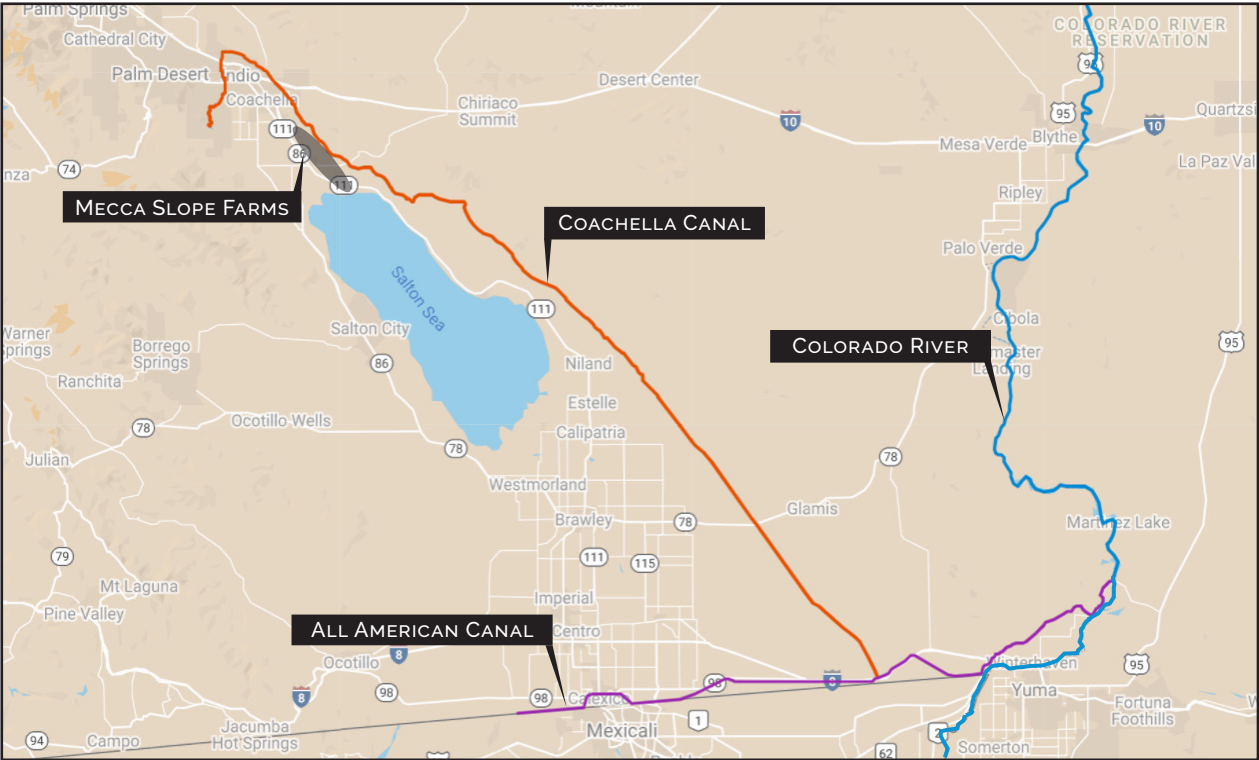 Palm Springs
COLORADO RIVER
RESERVATION
Cathedral City
Palm Desert
Indio
Desert Center
Coachella
Chiriaco
Summit
95
10
10
Quartzsi
111
86
Mesa Verde
Blythe
La Paz Val
74
nza
111
Ripley
MECCA SLOPE FARMS
COACHELLA CANAL
Palo Verde
Salton Sea
111
Cibola
Warner
Springs
Salton City
Borrego
Springs
COLORADO RIVER
95
master
Landing
86
Niland
Ranchita
Estelle
78
Ocotillo Wells
Calipatria
78
78
Julian
Westmorland
Glamis
Brawley
78
Martinez Lake
79
111
115
Mt Laguna
Imperial
Pine Valley
ALL AMERICAN CANAL
Centro
Ocotillo
8
Winterhaven
95
8
98
98
98
8
Calexico
Yuma
Fortuna
Foothills
Jacumba
Hot Springs
Mexicali
1
2
94
Campo
62
Somerton